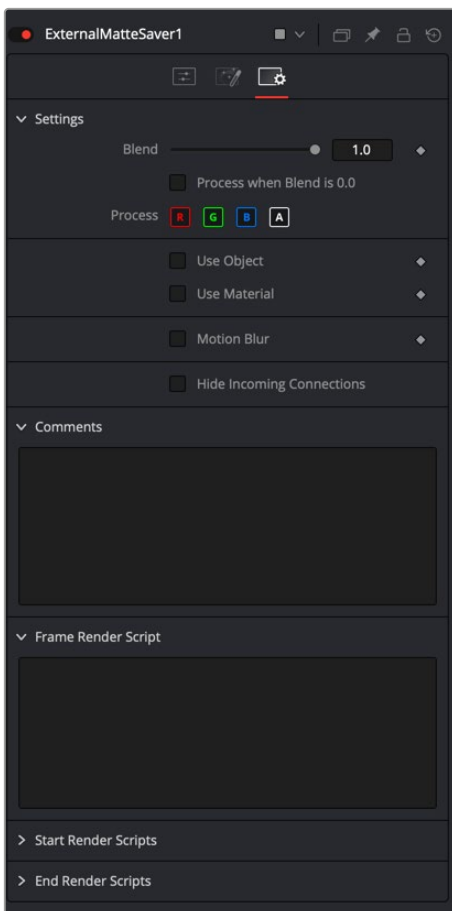 ExternalMatteSaver1
Settings
Blend 1.0
Process when Blend is 0.0
Process R G B A
Use Object
Use Material
Motion Blur
Hide Incoming Connections
Comments
Frame Render Script
Start Render Scripts
End Render Scripts